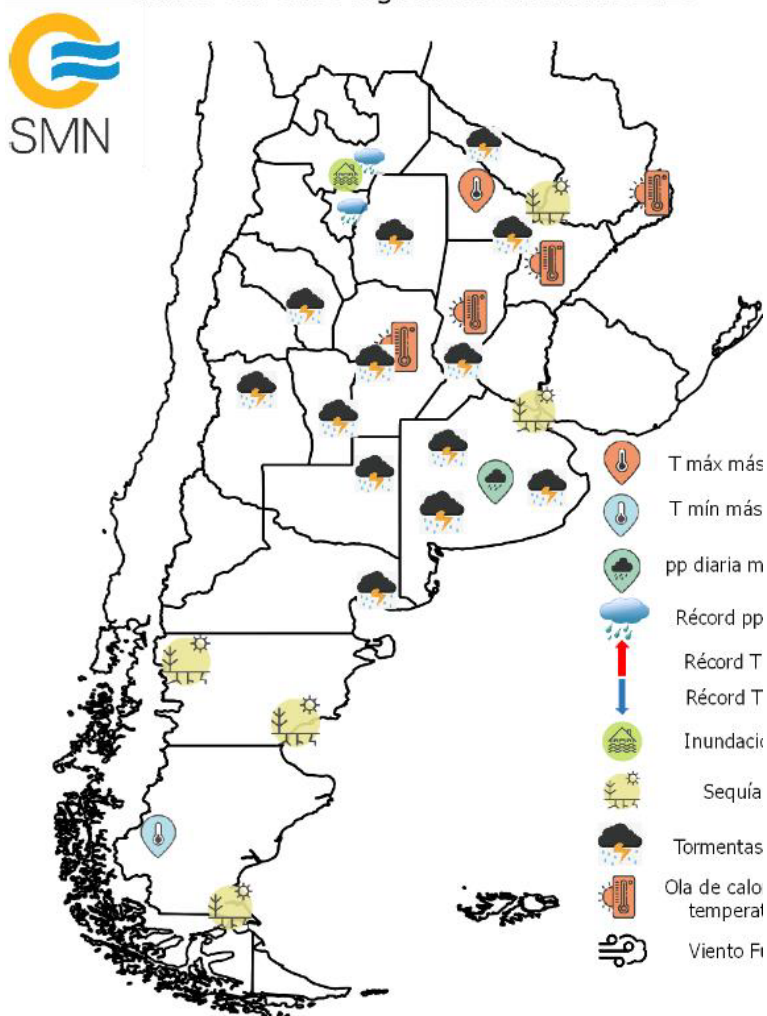 SMN
T máx más
T mín más
pp diaria m
Récord pp
Récord T
Récord T
Inundacio
Sequía
Tormentas
Ola de calo
temperat
Viento Fu